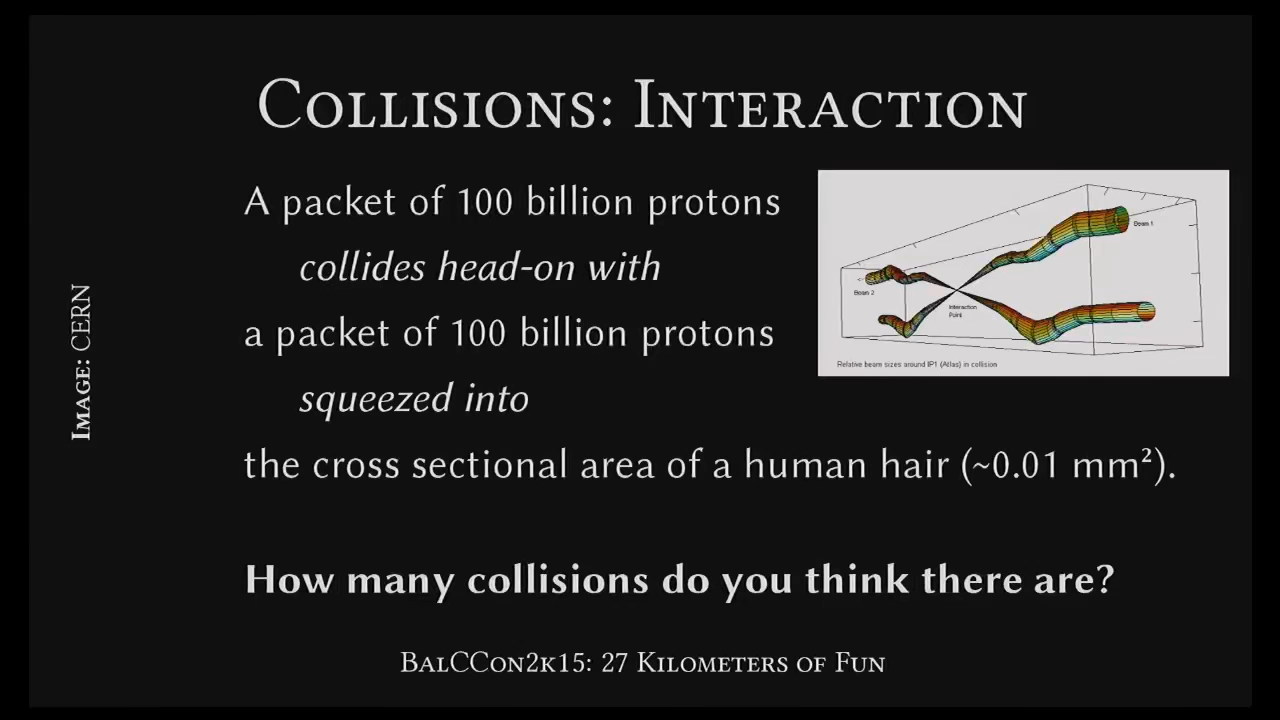 Collisions: Interaction
A packet of 100 billion protons
collides head-on with
a packet of 100 billion protons
squeezed into
the cross sectional area of a human hair (~0.01 mm²).
How many collisions do you think there are?
Beam 1
Beam 2
Interaction
Point
Relative beam sizes around IP1 (Atlas) in collision
Image: CERN
BalCCon2k15: 27 Kilometers of Fun